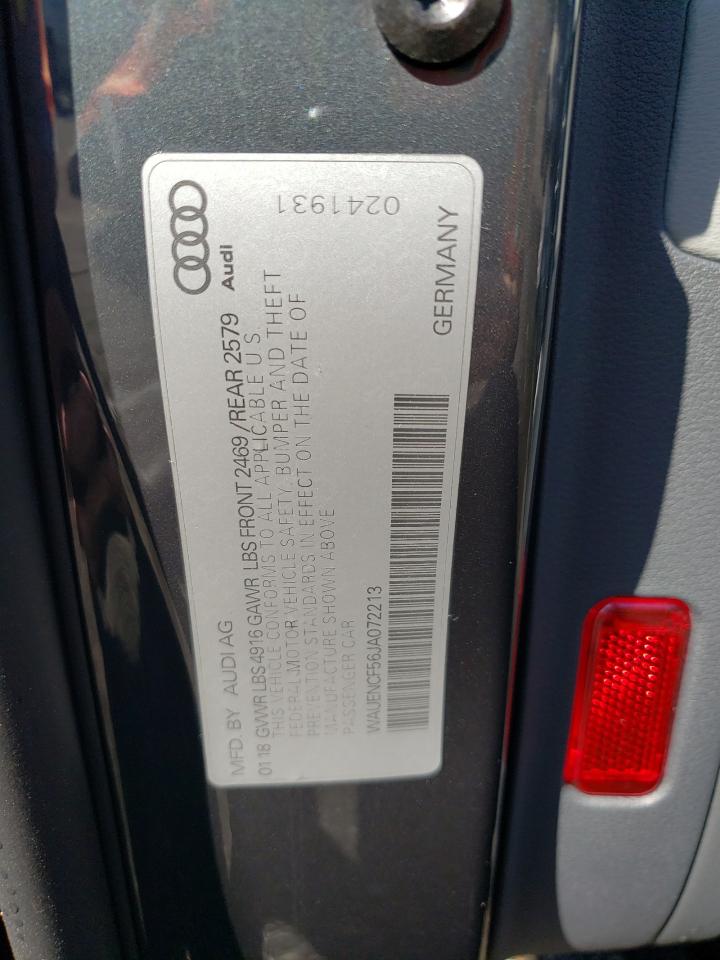 Audi
0241931
MFD. BY AUDI AG
01 18 GVWR LBS 4916 GAWR LBS FRONT 2469 /REAR 2579
THIS VEHICLE CONFORMS TO ALL APPLICABLE U S
FEDERAL MOTOR VEHICLE SAFETY, BUMPER AND THEFT
PREVENTION STANDARDS IN EFFECT ON THE DATE OF
MANUFACTURE SHOWN ABOVE
PASSENGER CAR
WAUENCF56JA072213
GERMANY